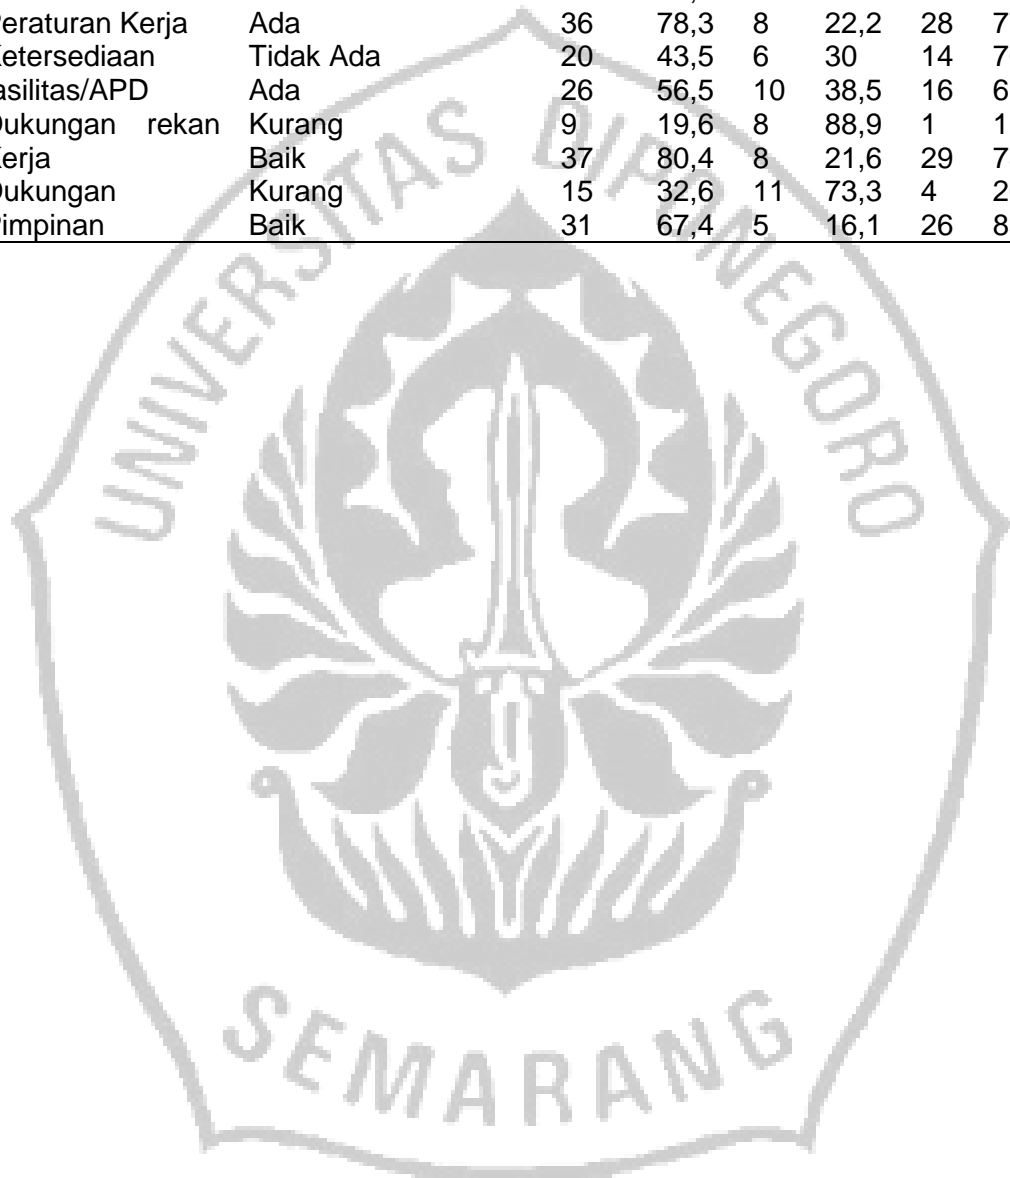 Peraturan Kerja Ada 36 78,3 8 22,2 28 7
Ketersediaan Tidak Ada 20 43,5 6 30 14 7
asilitas/APD Ada 26 56,5 10 38,5 16 6
Dukungan rekan Kurang 9 19,6 8 88,9 1 1
Kerja Baik 37 80,4 8 21,6 29 7
Dukungan Kurang 15 32,6 11 73,3 4 2
Pimpinan Baik 31 67,4 5 16,1 26 8
UNIVERSITAS DIPONEGORO
SEMARANG